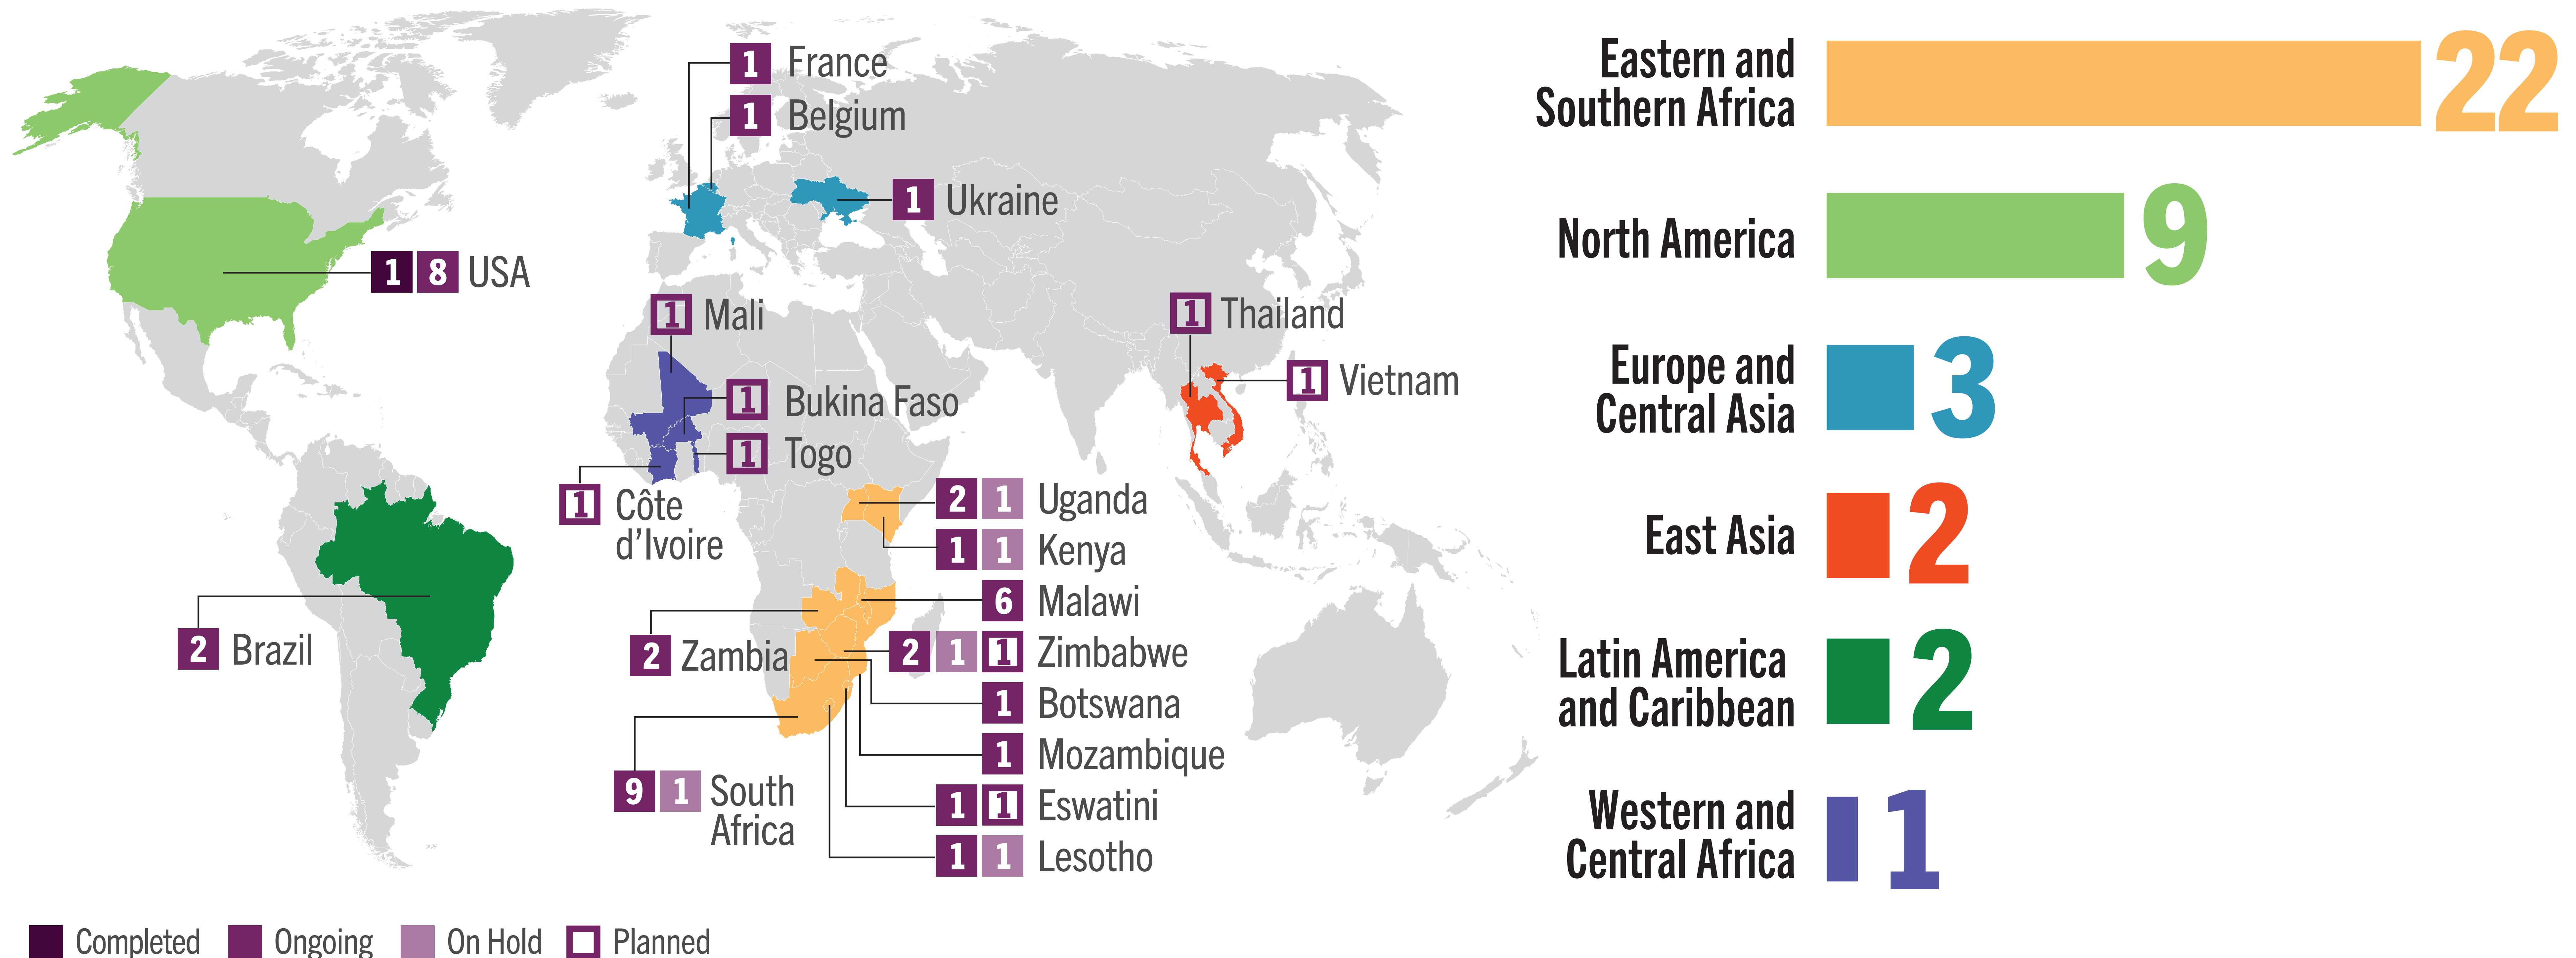 1 France
1 Belgium
1 Ukraine
1 8 USA
1 Mali
1 Bukina Faso
1 Togo
1 Côte
d’Ivoire
1 Thailand
1 Vietnam
2 1 Uganda
1 1 Kenya
6 Malawi
2 Zambia
2 1 1 Zimbabwe
1 Botswana
1 Mozambique
1 1 Eswatini
1 1 Lesotho
9 1 South
Africa
2 Brazil
Completed
Ongoing
On Hold
Planned
Eastern and
Southern Africa
22
North America
9
Europe and
Central Asia
3
East Asia
2
Latin America
and Caribbean
2
Western and
Central Africa
1